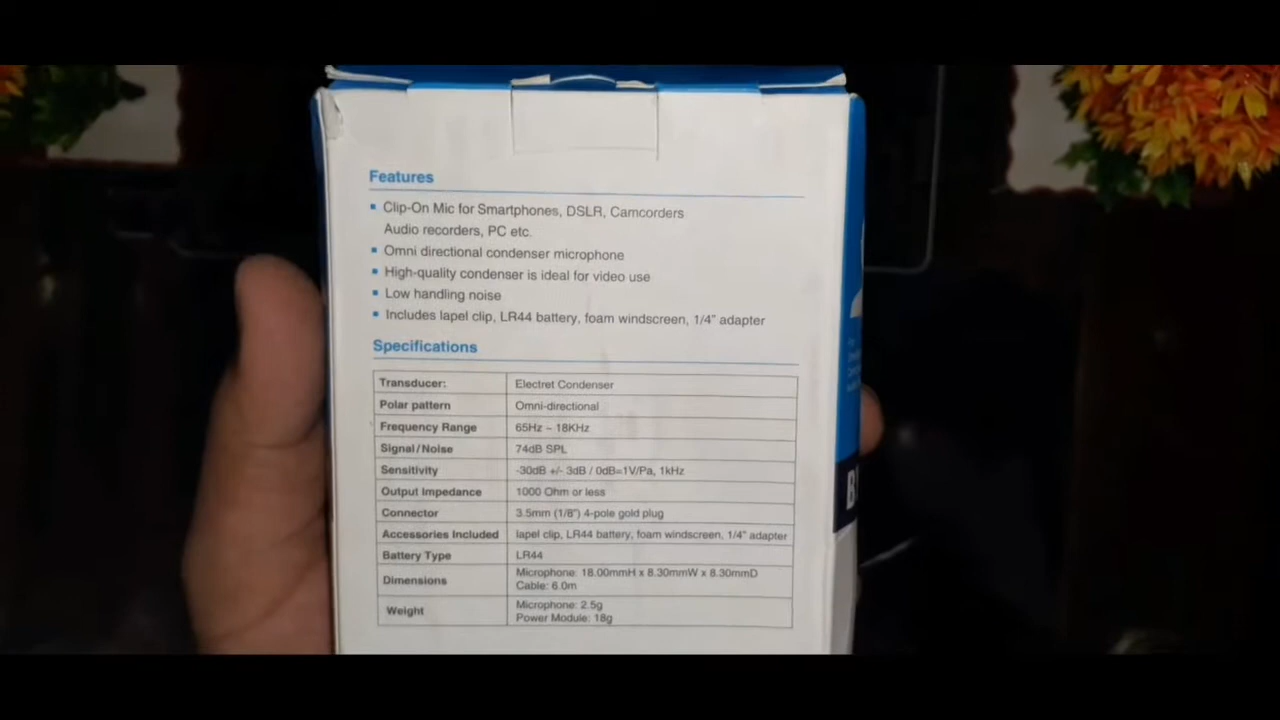 Features
Clip-On Mic for Smartphones, DSLR, Camcorders
Audio recorders, PC etc.
Omni directional condenser microphone
High-quality condenser is ideal for video use
Low handling noise
Includes lapel clip, LR44 battery, foam windscreen, 1/4" adapter
Specifications
Transducer: Electret Condenser
Polar pattern Omni-directional
Frequency Range 65Hz ~ 18KHz
Signal/Noise 74dB SPL
Sensitivity -30dB +/- 3dB / 0dB=1V/Pa, 1kHz
Output Impedance 1000 Ohm or less
Connector 3.5mm (1/8") 4-pole gold plug
Accessories Included lapel clip, LR44 battery, foam windscreen, 1/4" adapter
Battery Type LR44
Dimensions Microphone: 18.00mmH x 8.30mmW x 8.30mmD
Cable: 6.0m
Weight Microphone: 2.5g
Power Module: 18g